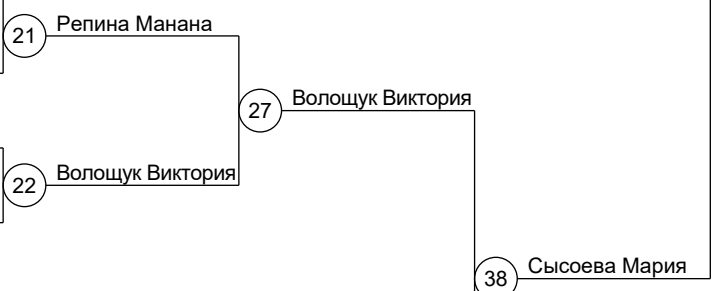 21 Репина Манана
27 Волощук Виктория
22 Волощук Виктория
38 Сысоева Мария